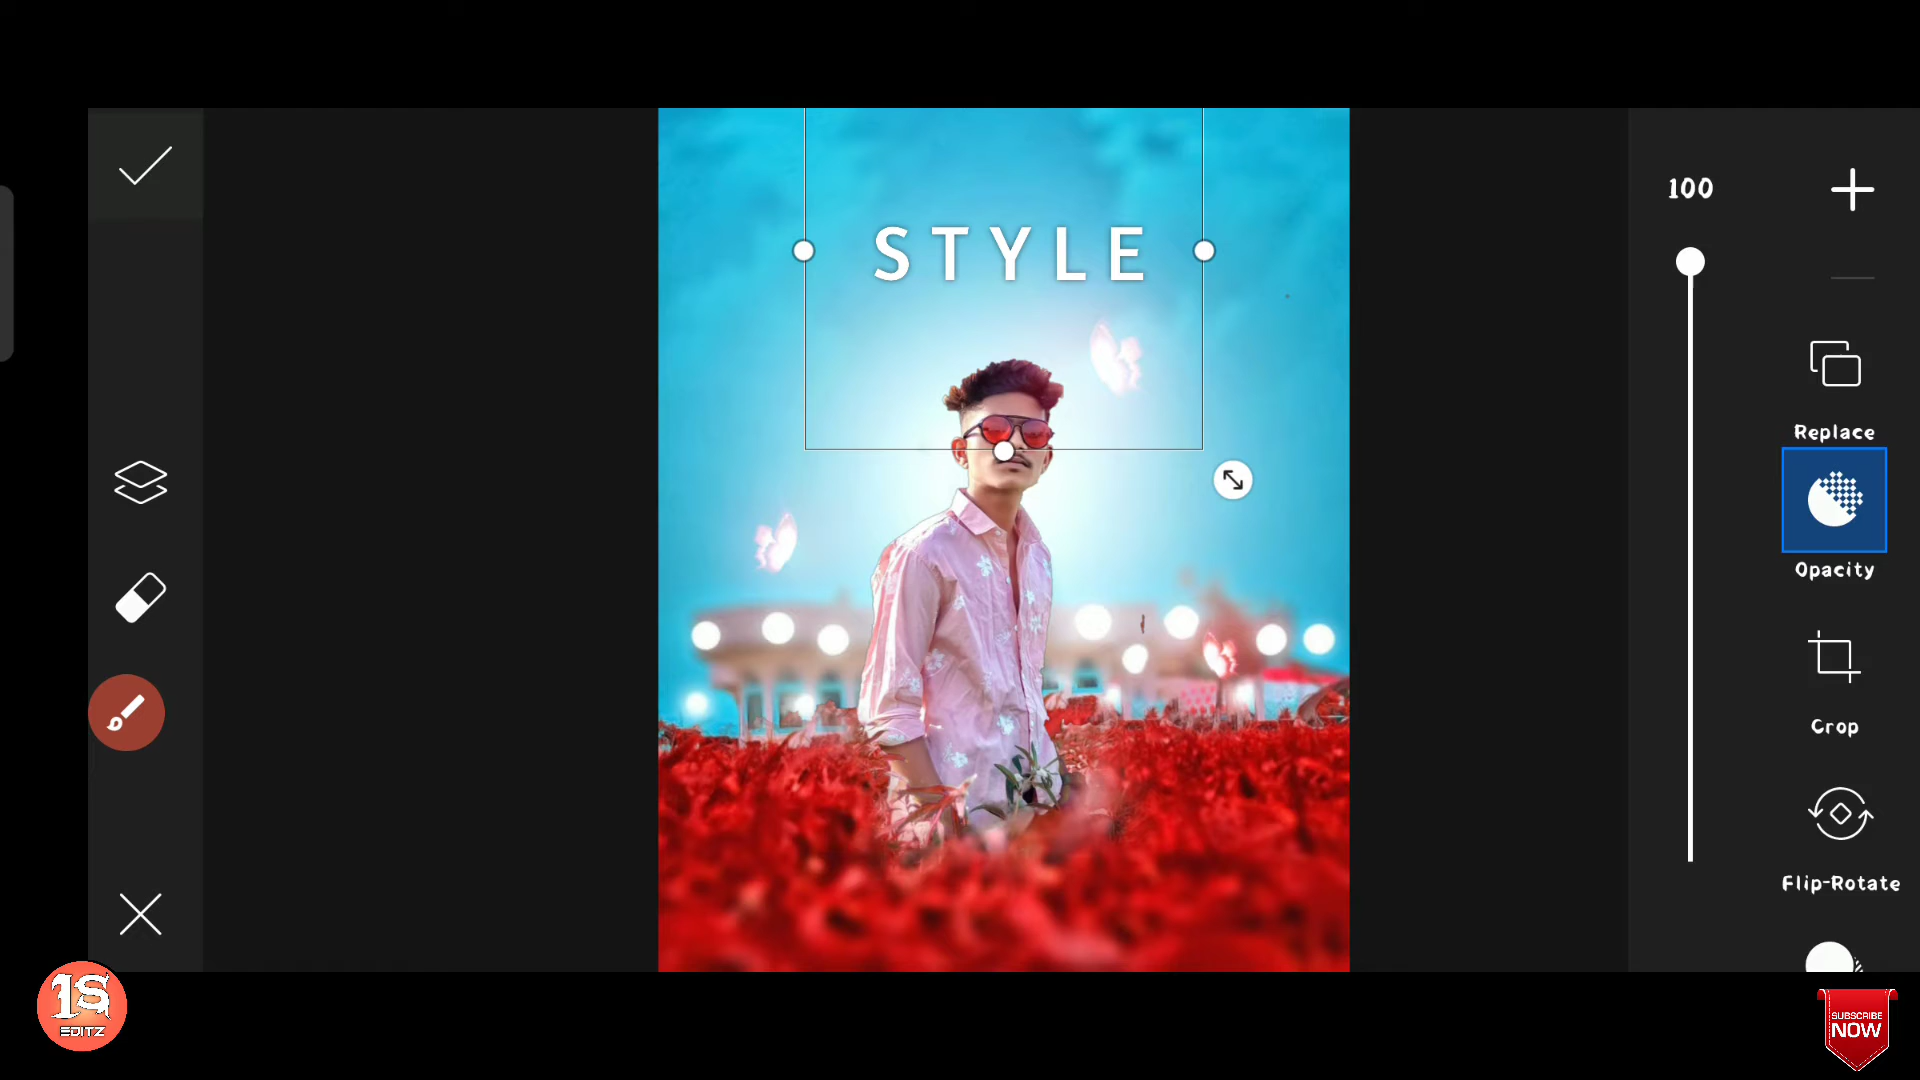 100
STYLE
Replace
Opacity
Crop
Flip-Rotate
1S
EDITZ
SUBSCRIBE
NOW